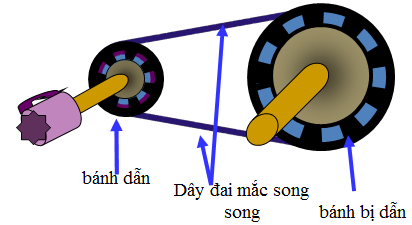 bánh dẫn
Dây đai mắc song
song
bánh bị dẫn